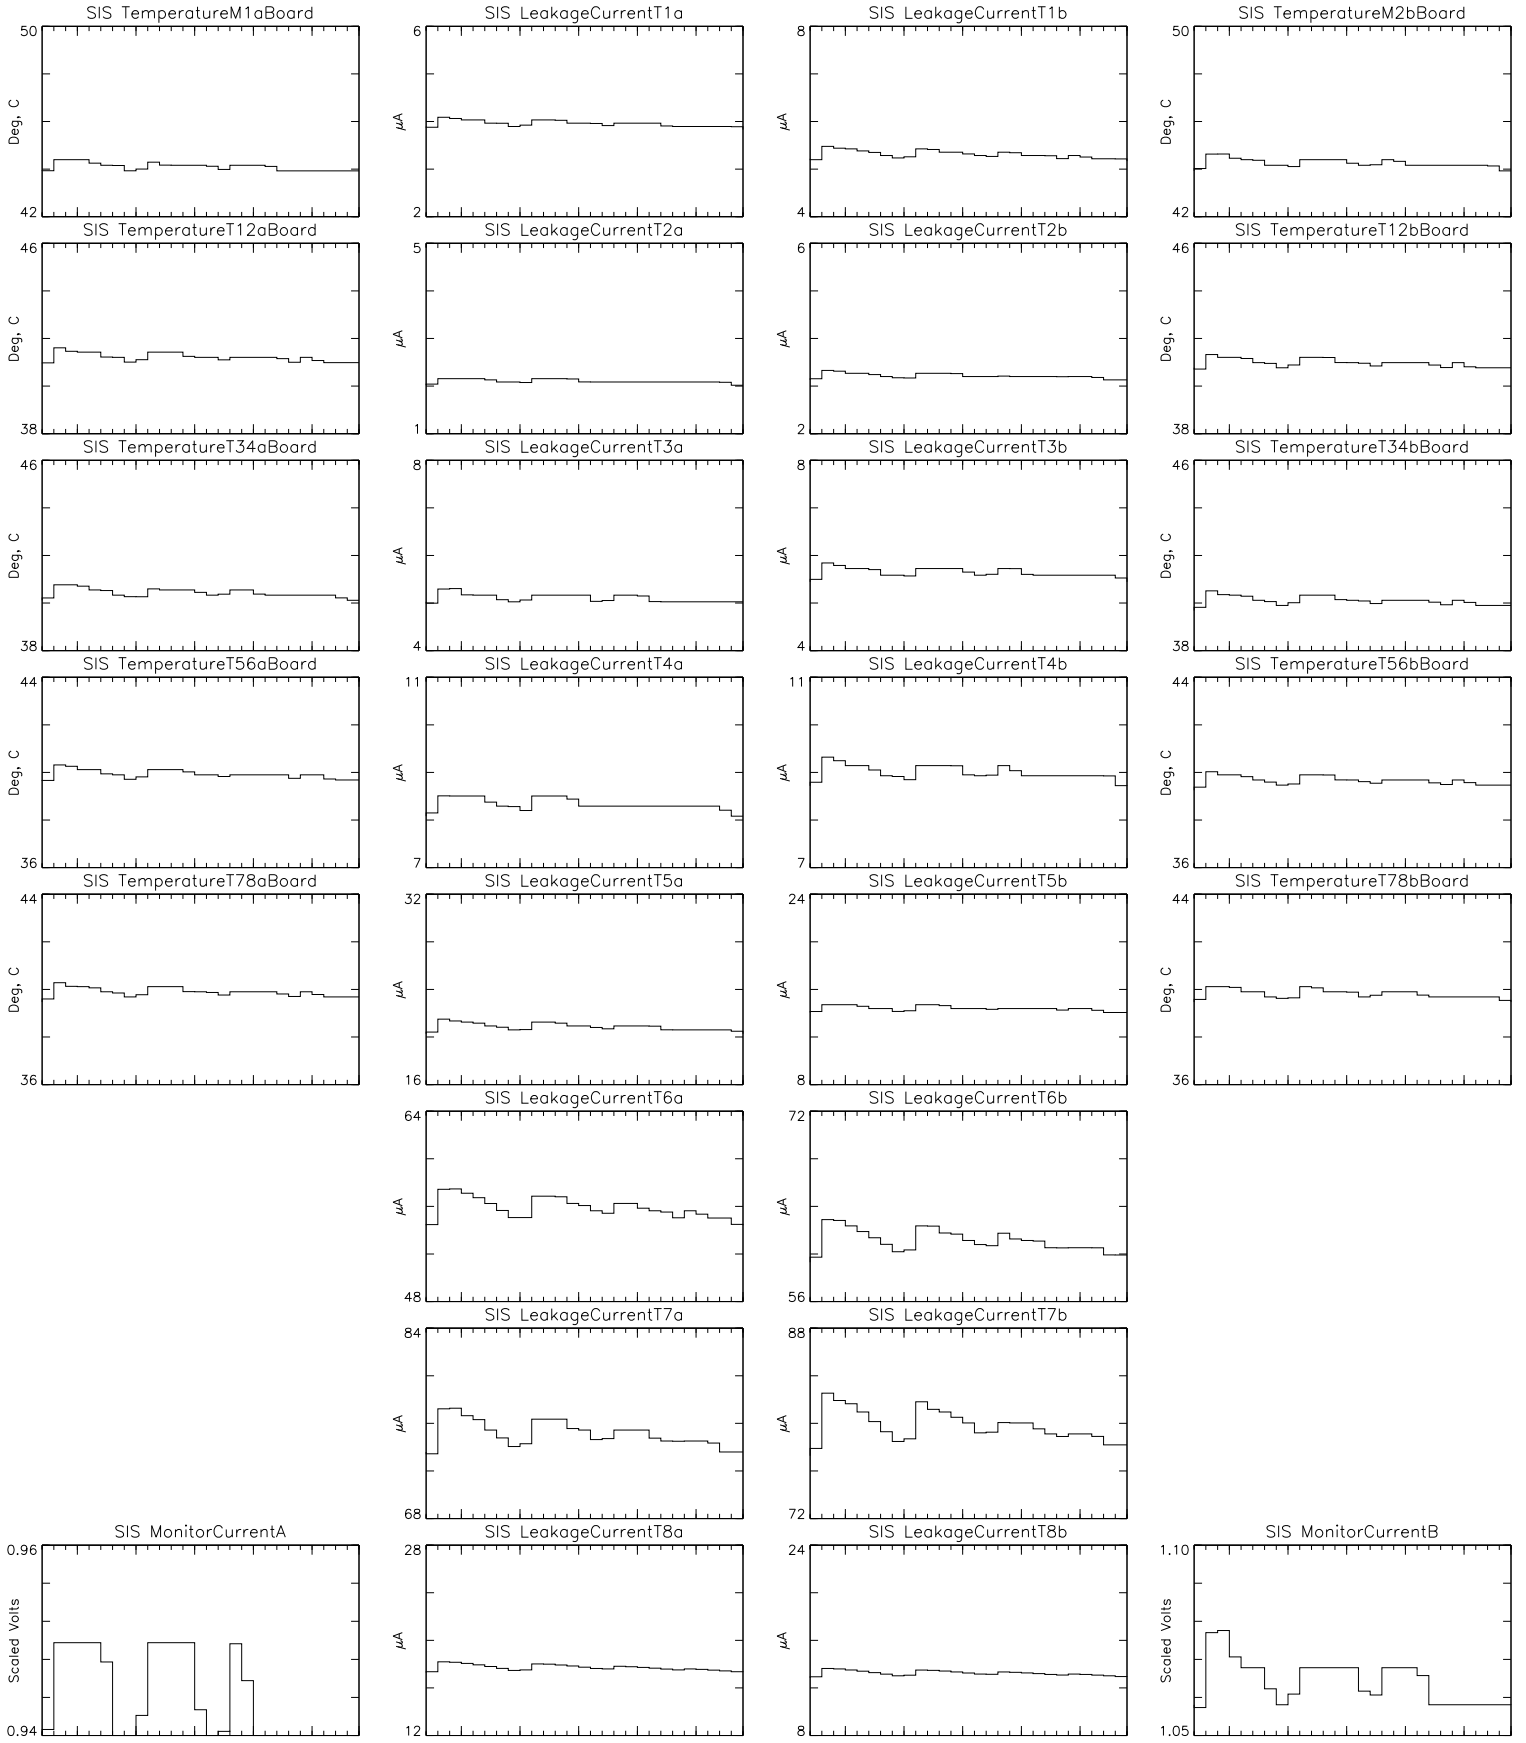 SIS TemperatureM1aBoard
50
Deg, C
42
SIS LeakageCurrentT1a
6
μA
2
SIS LeakageCurrentT1b
8
μA
4
SIS TemperatureM2bBoard
50
Deg, C
42
SIS TemperatureT12aBoard
46
Deg, C
38
SIS LeakageCurrentT2a
5
μA
1
SIS LeakageCurrentT2b
6
μA
2
SIS TemperatureT12bBoard
46
Deg, C
38
SIS TemperatureT34aBoard
46
Deg, C
38
SIS LeakageCurrentT3a
8
μA
4
SIS LeakageCurrentT3b
8
μA
4
SIS TemperatureT34bBoard
46
Deg, C
38
SIS TemperatureT56aBoard
44
Deg, C
36
SIS LeakageCurrentT4a
11
μA
7
SIS LeakageCurrentT4b
11
μA
7
SIS TemperatureT56bBoard
44
Deg, C
36
SIS TemperatureT78aBoard
44
Deg, C
36
SIS LeakageCurrentT5a
32
μA
16
SIS LeakageCurrentT5b
24
μA
8
SIS TemperatureT78bBoard
44
Deg, C
36
SIS LeakageCurrentT6a
64
μA
48
SIS LeakageCurrentT6b
72
μA
56
SIS LeakageCurrentT7a
84
μA
68
SIS LeakageCurrentT7b
88
μA
72
SIS MonitorCurrentA
0.96
Scaled Volts
0.94
SIS LeakageCurrentT8a
28
μA
12
SIS LeakageCurrentT8b
24
μA
8
SIS MonitorCurrentB
1.10
Scaled Volts
1.05